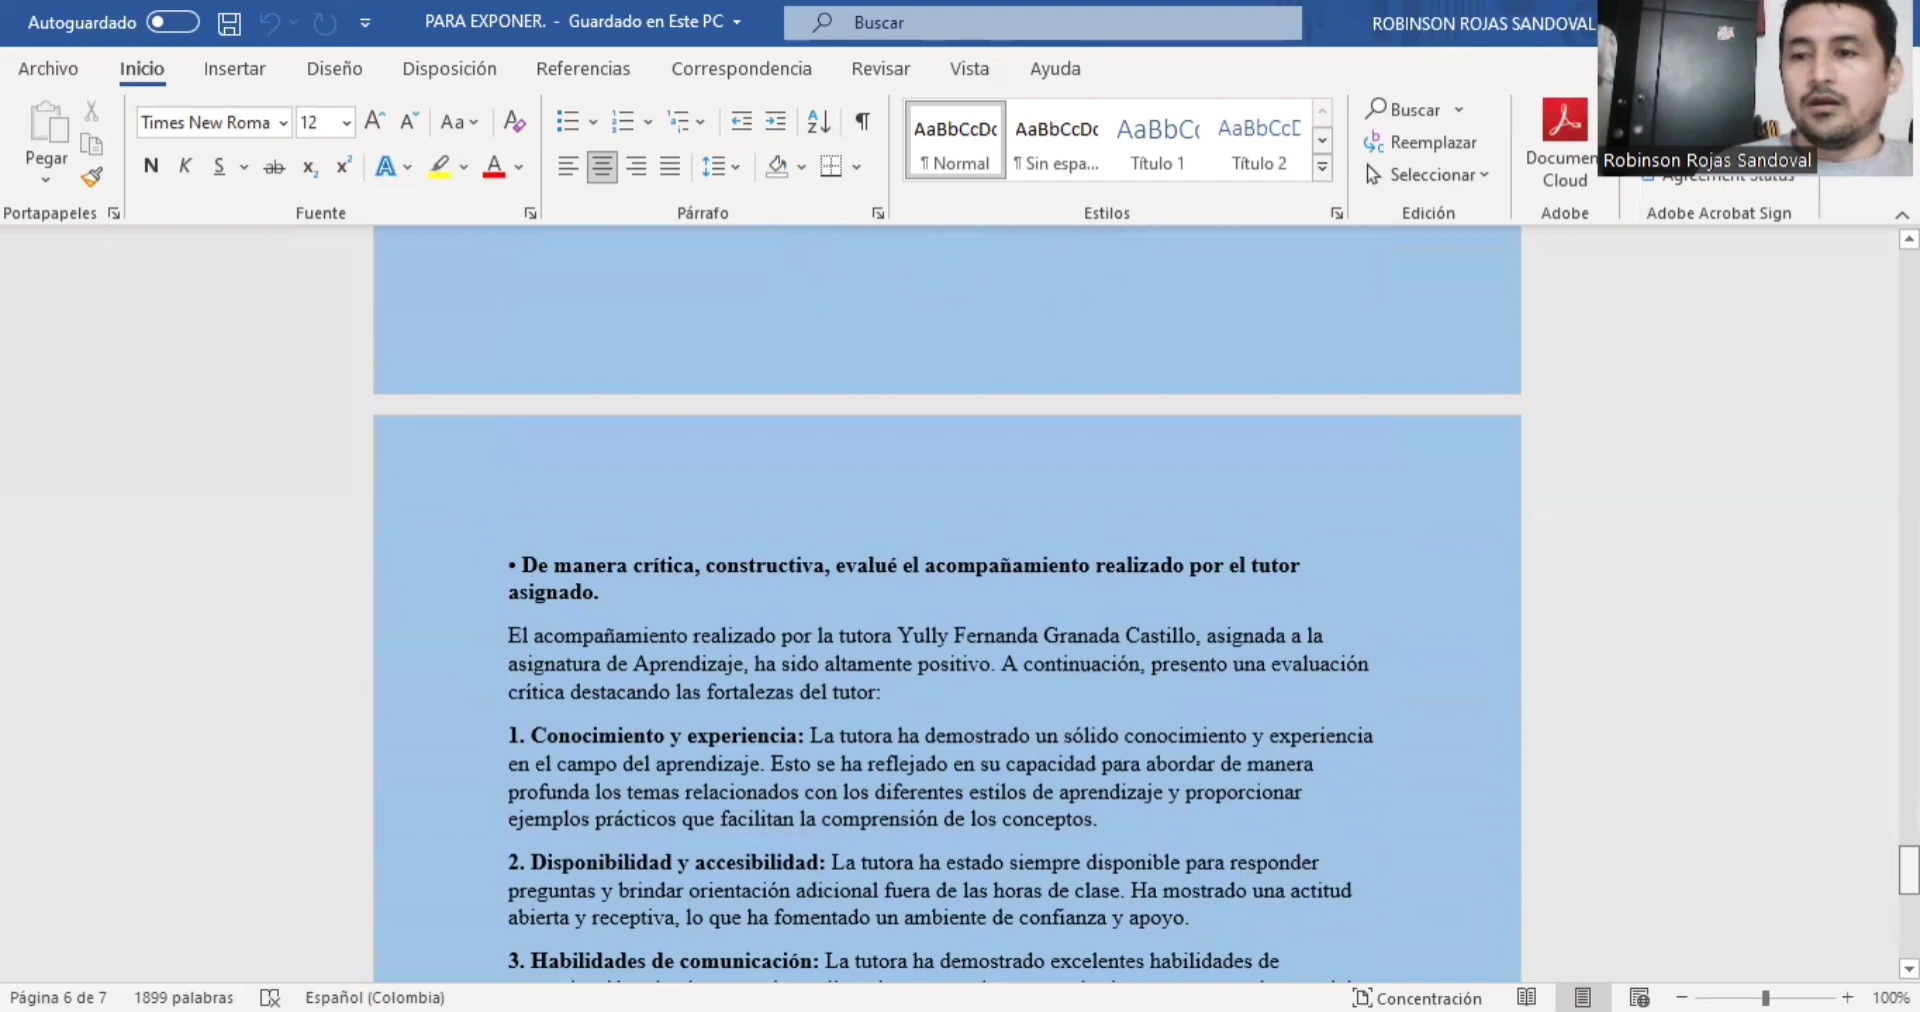 Autoguardado
PARA EXPONER. - Guardado en Este PC
Buscar
ROBINSON ROJAS SANDOVAL
Archivo
Inicio
Insertar
Diseño
Disposición
Referencias
Correspondencia
Revisar
Vista
Ayuda
Pegar
Times New Roma
12
Aa
N K S ab x₂ x² A A
AaBbCcDc
¶ Normal
AaBbCcDc
¶ Sin espa...
AaBbC(
Título 1
AaBbCcE
Título 2
Buscar
Reemplazar
Seleccionar
Documen
Cloud
Robinson Rojas Sandoval
Agreement Status
Portapapeles
Fuente
Párrafo
Estilos
Edición
Adobe
Adobe Acrobat Sign
• De manera crítica, constructiva, evalué el acompañamiento realizado por el tutor
asignado.
El acompañamiento realizado por la tutora Yully Fernanda Granada Castillo, asignada a la
asignatura de Aprendizaje, ha sido altamente positivo. A continuación, presento una evaluación
crítica destacando las fortalezas del tutor:
1. Conocimiento y experiencia: La tutora ha demostrado un sólido conocimiento y experiencia
en el campo del aprendizaje. Esto se ha reflejado en su capacidad para abordar de manera
profunda los temas relacionados con los diferentes estilos de aprendizaje y proporcionar
ejemplos prácticos que facilitan la comprensión de los conceptos.
2. Disponibilidad y accesibilidad: La tutora ha estado siempre disponible para responder
preguntas y brindar orientación adicional fuera de las horas de clase. Ha mostrado una actitud
abierta y receptiva, lo que ha fomentado un ambiente de confianza y apoyo.
3. Habilidades de comunicación: La tutora ha demostrado excelentes habilidades de
Página 6 de 7
1899 palabras
Español (Colombia)
Concentración
100%